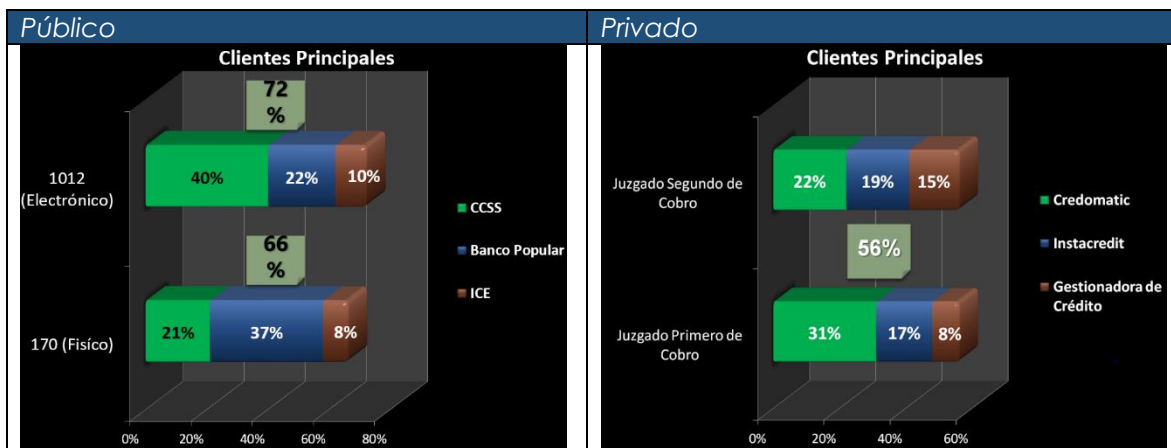 Público
Clientes Principales
72
%
1012
(Electrónico)
40%
22%
10%
66
%
170 (Fisíco)
21%
37%
8%
CCSS
Banco Popular
ICE
0%
20%
40%
60%
80%
Privado
Clientes Principales
Juzgado Segundo de
Cobro
22%
19%
15%
56%
Juzgado Primero de
Cobro
31%
17%
8%
Credomatic
Instacredit
Gestionadora de
Crédito
0%
20%
40%
60%